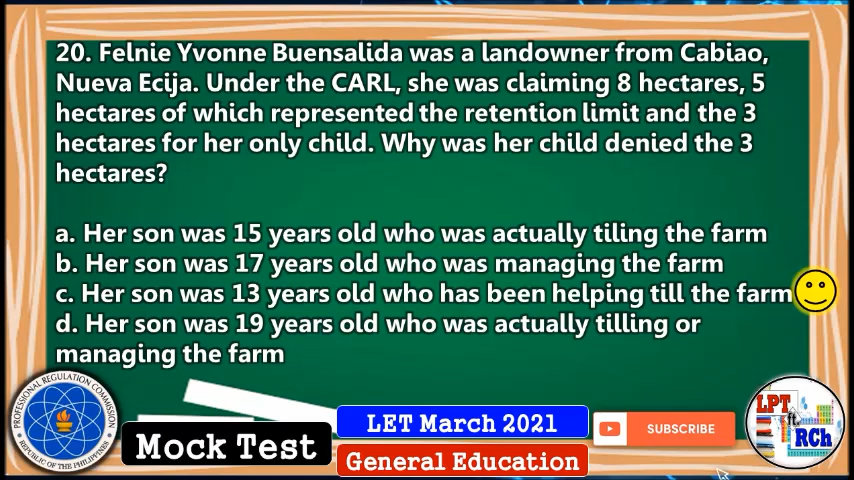 20. Felnie Yvonne Buensalida was a landowner from Cabiao,
Nueva Ecija. Under the CARL, she was claiming 8 hectares, 5
hectares of which represented the retention limit and the 3
hectares for her only child. Why was her child denied the 3
hectares?
a. Her son was 15 years old who was actually tiling the farm
b. Her son was 17 years old who was managing the farm
c. Her son was 13 years old who has been helping till the farm
d. Her son was 19 years old who was actually tilling or
managing the farm
PROFESSIONAL REGULATION COMMISSION
REPUBLIC OF THE PHILIPPINES
Mock Test
LET March 2021
General Education
SUBSCRIBE
LPT
ft.
RCh